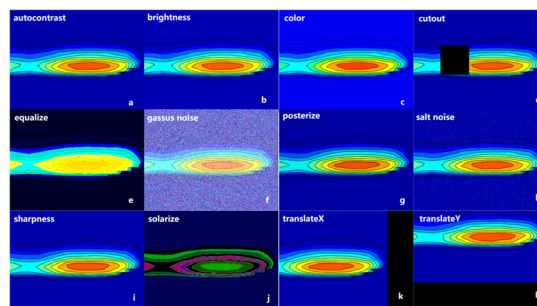 autocontrast
brightness
color
cutout
a
b
c
equalize
gassus noise
posterize
salt noise
e
f
g
sharpness
solarize
translateX
translateY
i
j
k